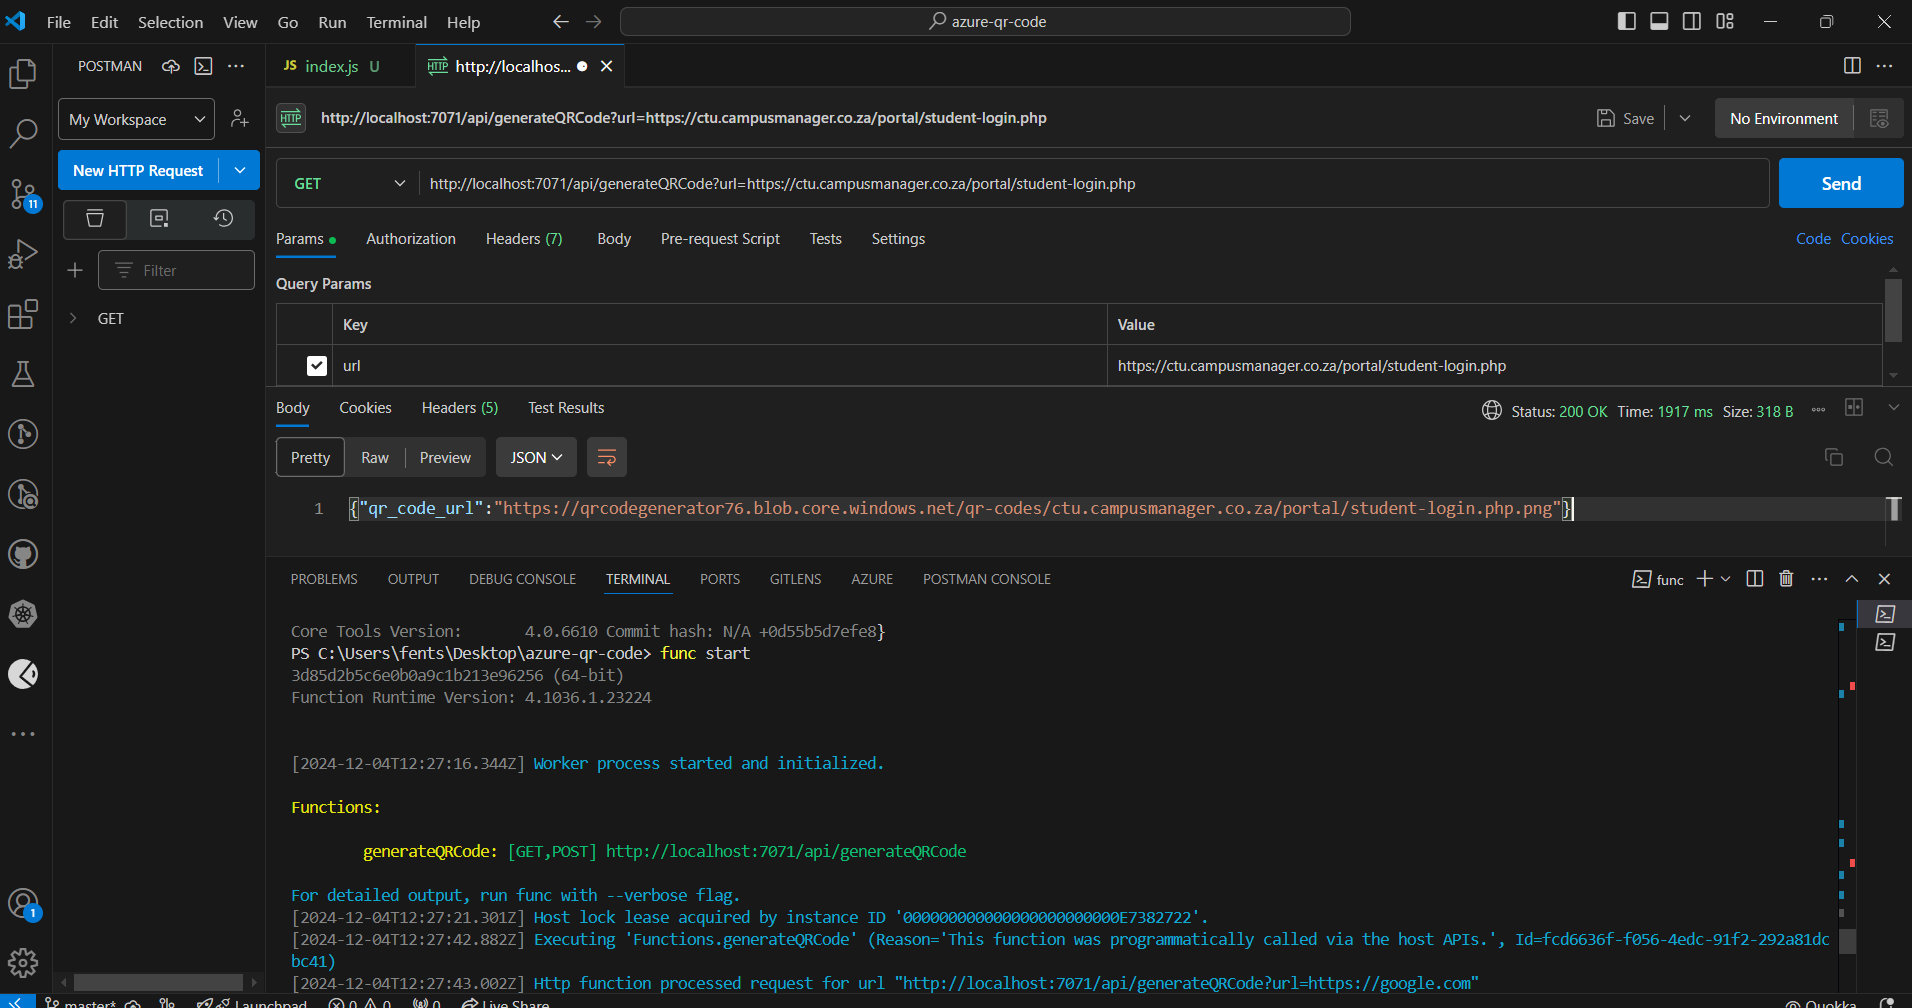 File Edit Selection View Go Run Terminal Help azure-qr-code
POSTMAN
JS index.js U
HTTP http://localhos...
My Workspace
HTTP http://localhost:7071/api/generateQRCode?url=https://ctu.campusmanager.co.za/portal/student-login.php
Save
No Environment
New HTTP Request
GET http://localhost:7071/api/generateQRCode?url=https://ctu.campusmanager.co.za/portal/student-login.php
Send
11
Params Authorization Headers (7) Body Pre-request Script Tests Settings
Code Cookies
Filter
Query Params
GET
Key Value
url https://ctu.campusmanager.co.za/portal/student-login.php
Body Cookies Headers (5) Test Results
Status: 200 OK Time: 1917 ms Size: 318 B
Pretty Raw Preview JSON
1 {"qr_code_url":"https://qrcodegenerator76.blob.core.windows.net/qr-codes/ctu.campusmanager.co.za/portal/student-login.php.png"}
PROBLEMS OUTPUT DEBUG CONSOLE TERMINAL PORTS GITLENS AZURE POSTMAN CONSOLE
func
Core Tools Version: 4.0.6610 Commit hash: N/A +0d55b5d7efe8}
PS C:\Users\fents\Desktop\azure-qr-code> func start
3d85d2b5c6e0b0a9c1b213e96256 (64-bit)
Function Runtime Version: 4.1036.1.23224
[2024-12-04T12:27:16.344Z] Worker process started and initialized.
Functions:
generateQRCode: [GET,POST] http://localhost:7071/api/generateQRCode
For detailed output, run func with --verbose flag.
[2024-12-04T12:27:21.301Z] Host lock lease acquired by instance ID '000000000000000000000000E7382722'.
[2024-12-04T12:27:42.882Z] Executing 'Functions.generateQRCode' (Reason='This function was programmatically called via the host APIs.', Id=fcd6636f-f056-4edc-91f2-292a81dc
bc41)
[2024-12-04T12:27:43.002Z] Http function processed request for url "http://localhost:7071/api/generateQRCode?url=https://google.com"
1
master* Launchpad 0 0 0 Live Share
Quokka